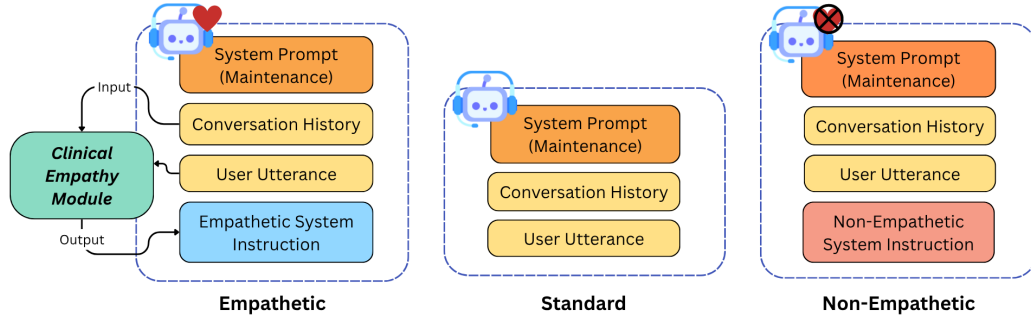 System Prompt
(Maintenance)
Input
Conversation History
Clinical
Empathy
Module
User Utterance
Output
Empathetic System
Instruction
Empathetic
System Prompt
(Maintenance)
Conversation History
User Utterance
Standard
System Prompt
(Maintenance)
Conversation History
User Utterance
Non-Empathetic
System Instruction
Non-Empathetic